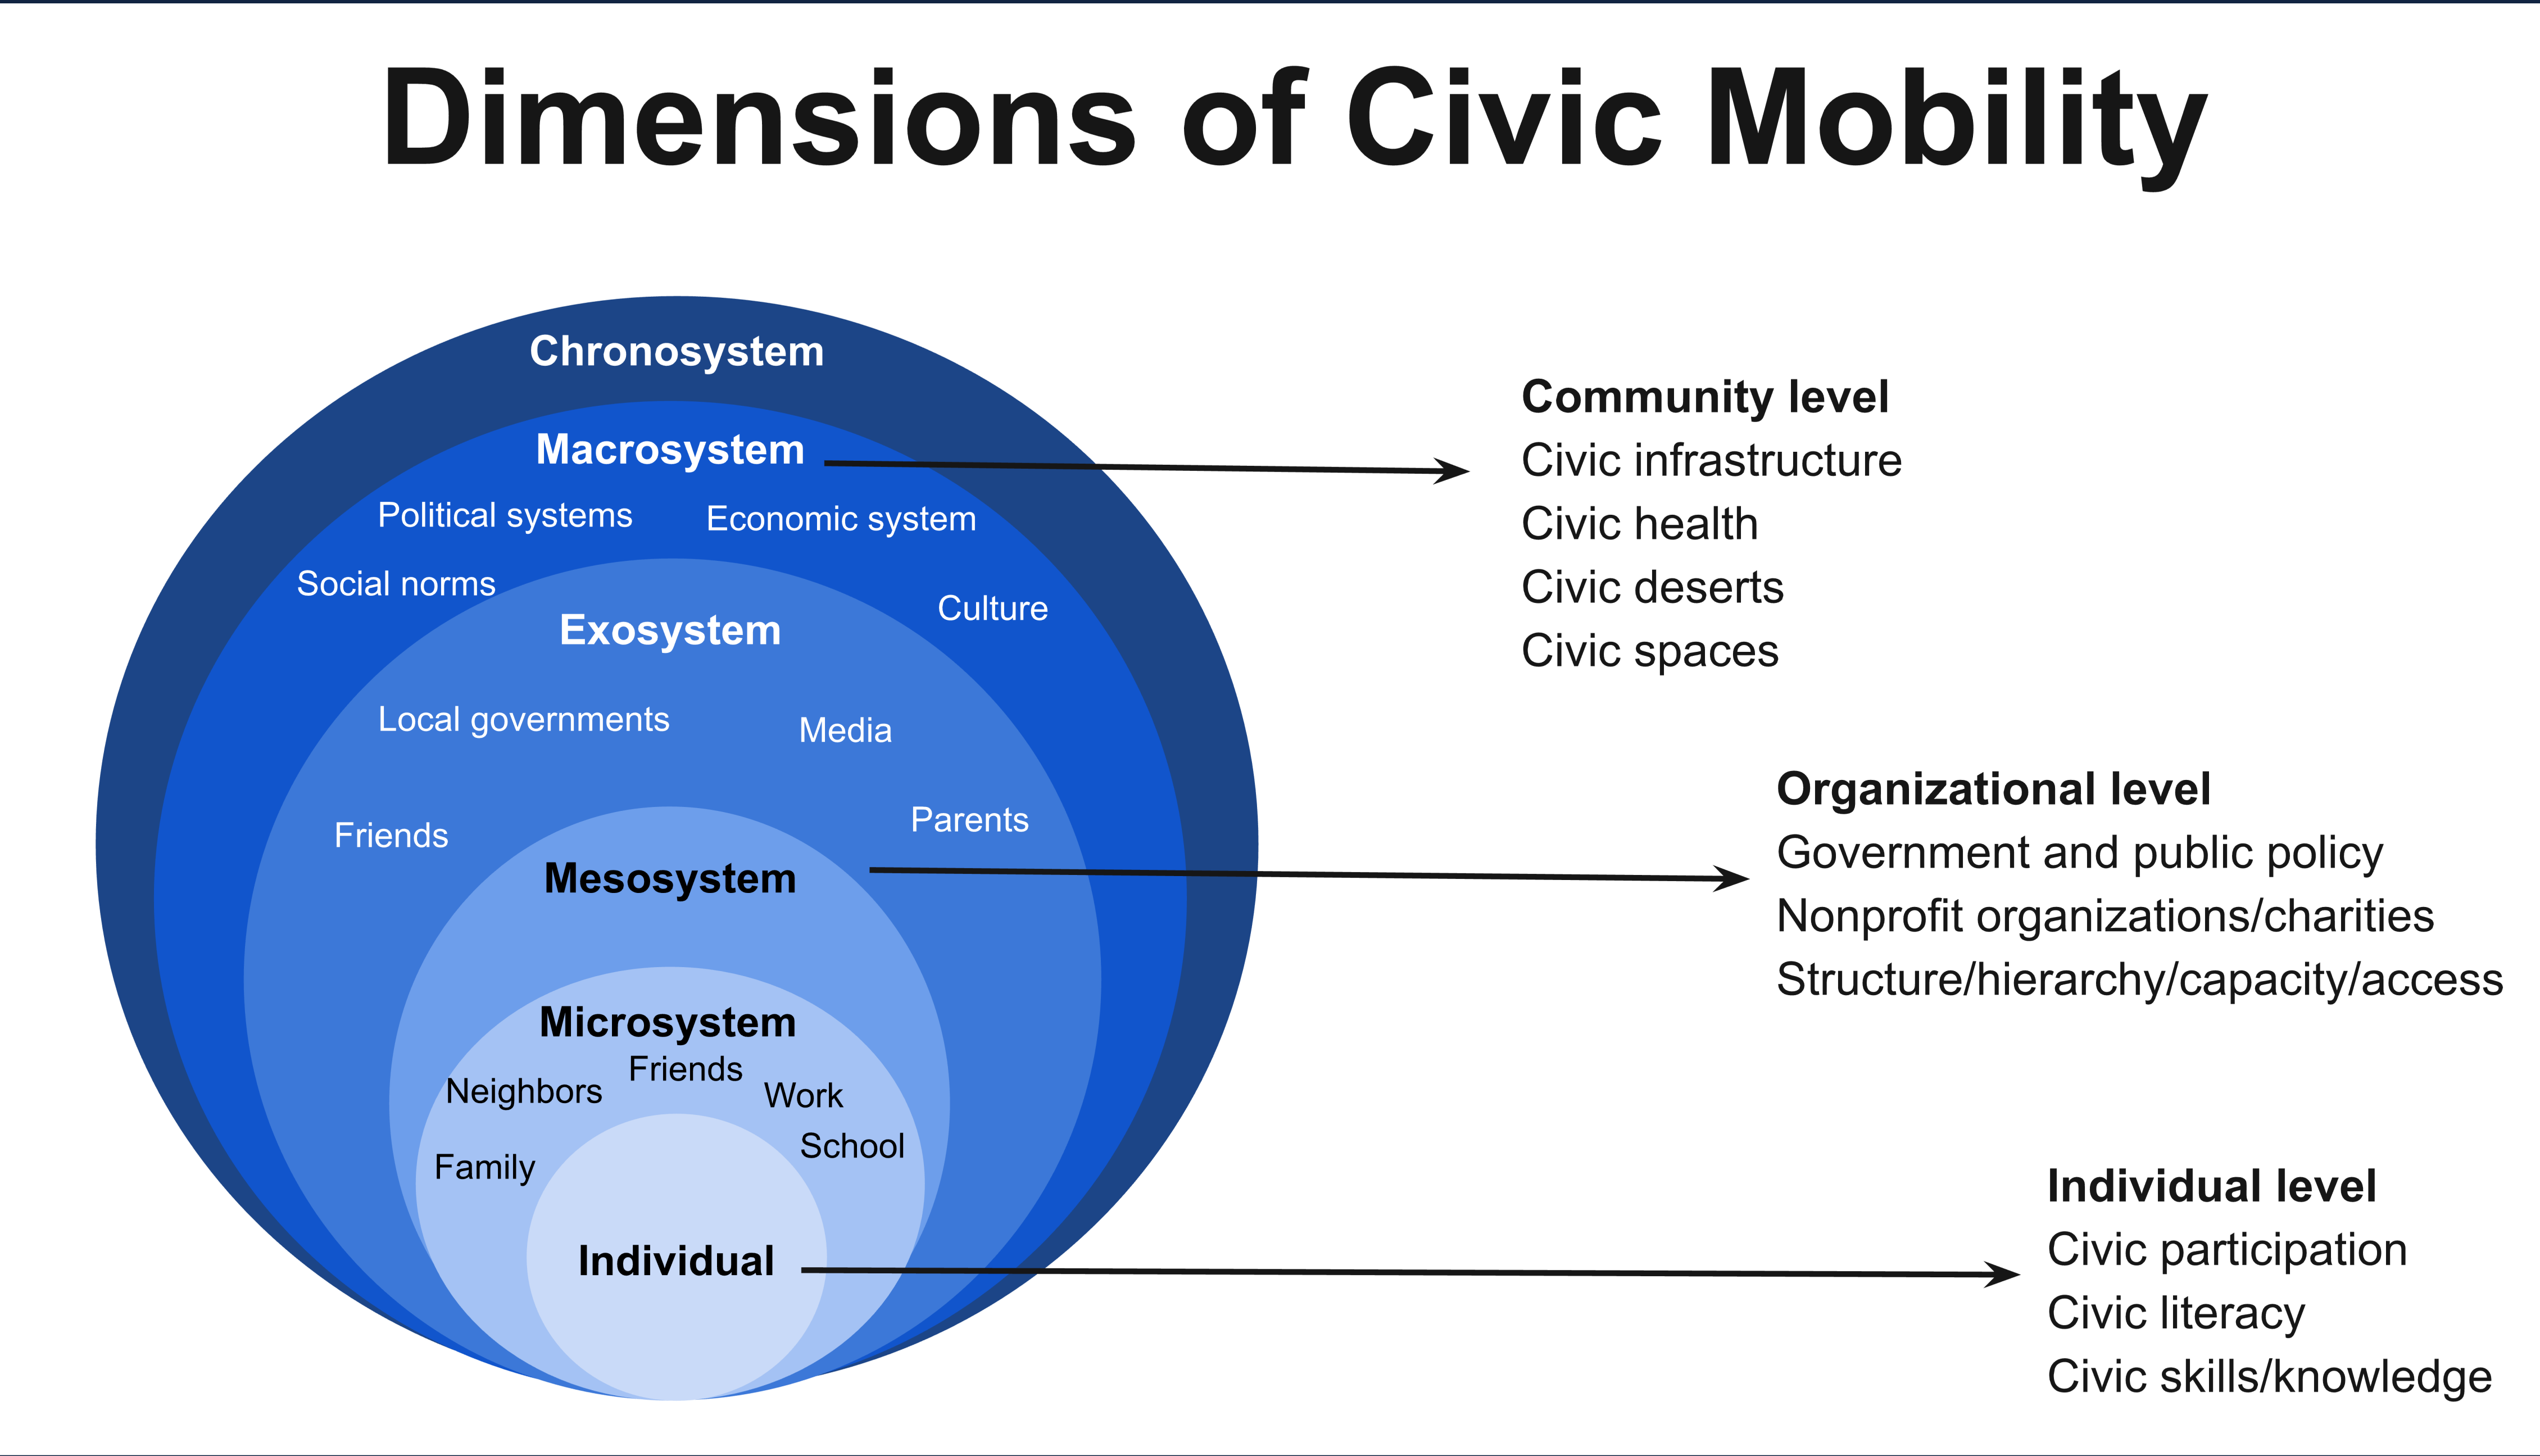 Dimensions of Civic Mobility
Chronosystem
Macrosystem
Political systems
Economic system
Social norms
Culture
Exosystem
Local governments
Media
Friends
Parents
Mesosystem
Microsystem
Friends
Neighbors
Work
School
Family
Individual
Community level
Civic infrastructure
Civic health
Civic deserts
Civic spaces
Organizational level
Government and public policy
Nonprofit organizations/charities
Structure/hierarchy/capacity/access
Individual level
Civic participation
Civic literacy
Civic skills/knowledge